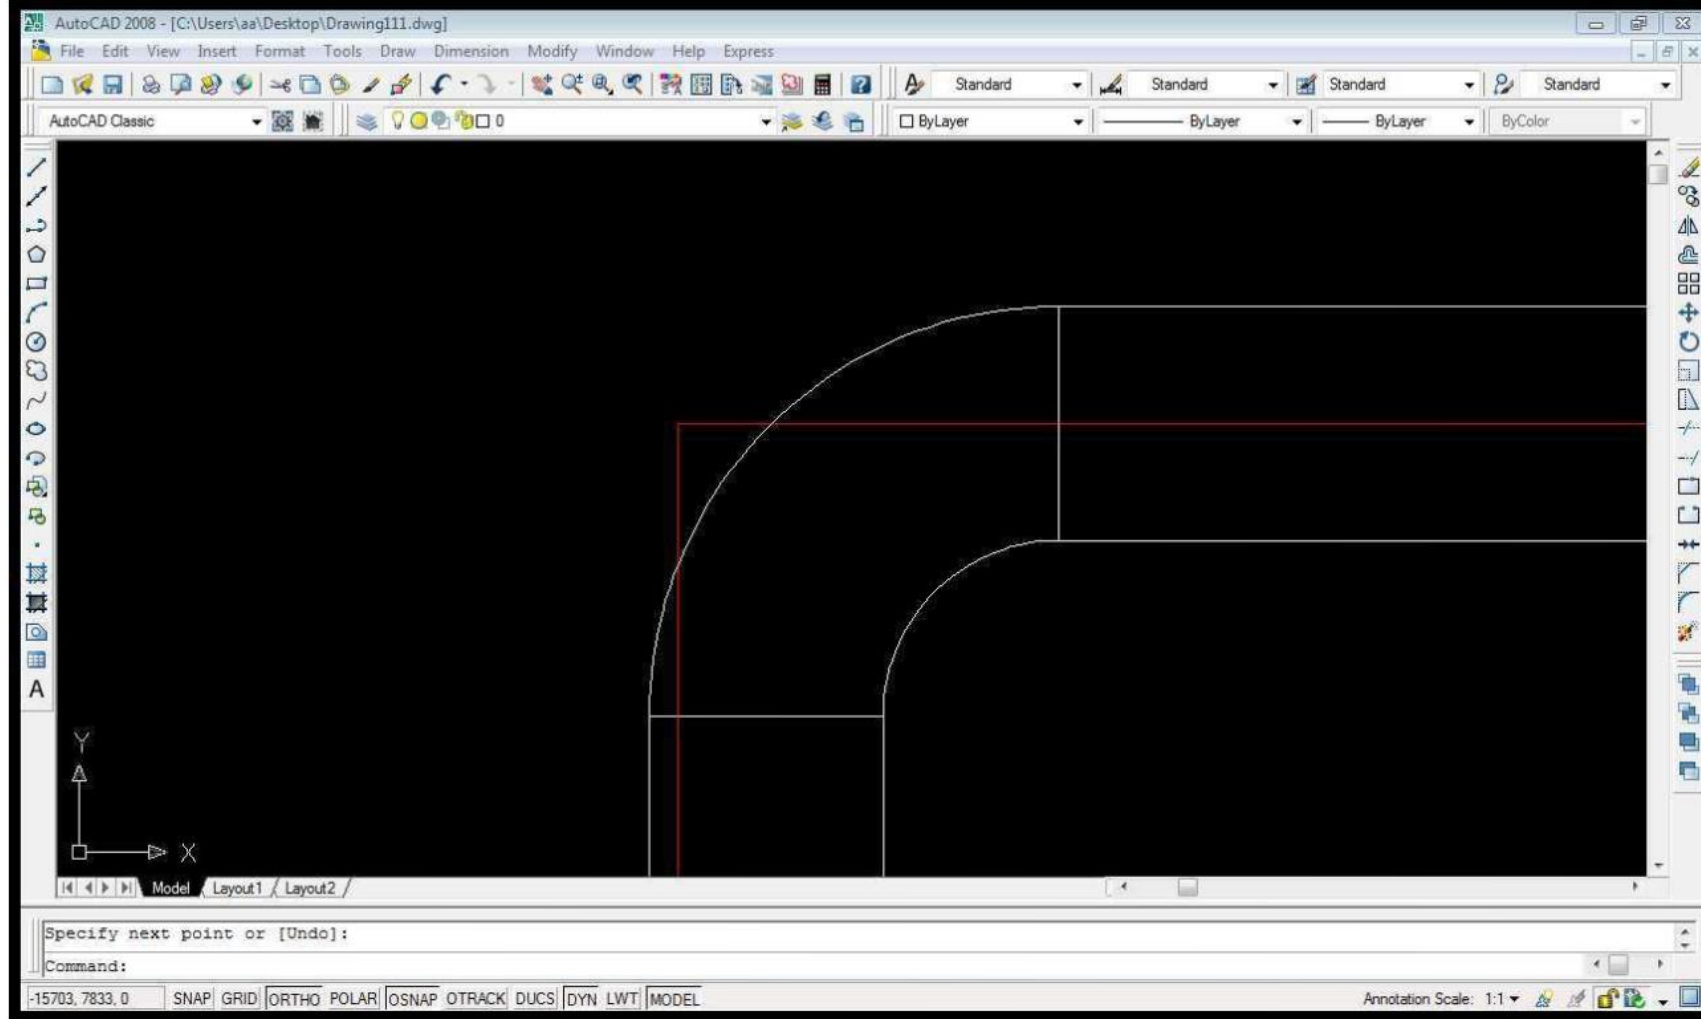 AutoCAD 2008 - [C:\Users\aa\Desktop\Drawing111.dwg]
File Edit View Insert Format Tools Draw Dimension Modify Window Help Express
Standard Standard Standard Standard
AutoCAD Classic 0 ByLayer ByLayer ByLayer ByColor
A
Y
X
Model Layout1 Layout2
Specify next point or [Undo]:
Command:
-15703, 7833, 0 SNAP GRID ORTHO POLAR OSNAP OTRACK DUCS DYN LWT MODEL Annotation Scale: 1:1